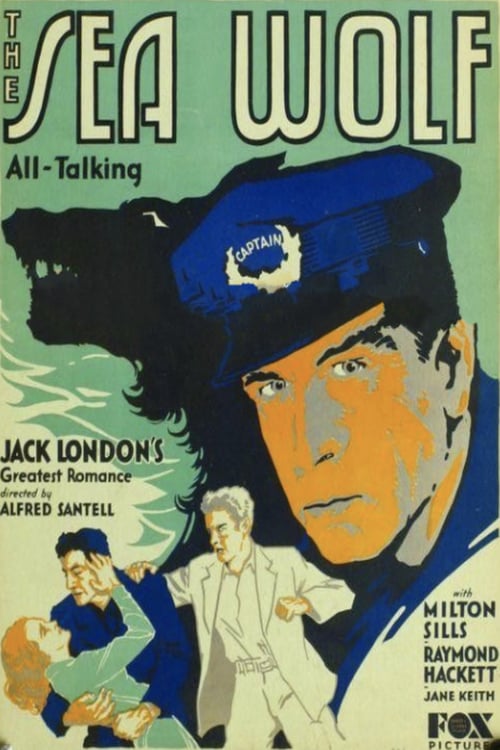 THE
SEA WOLF
All-Talking
CAPTAIN
JACK LONDON'S
Greatest Romance
directed by
ALFRED SANTELL
with
MILTON
SILLS
RAYMOND
HACKETT
JANE KEITH
FOX
PICTURE